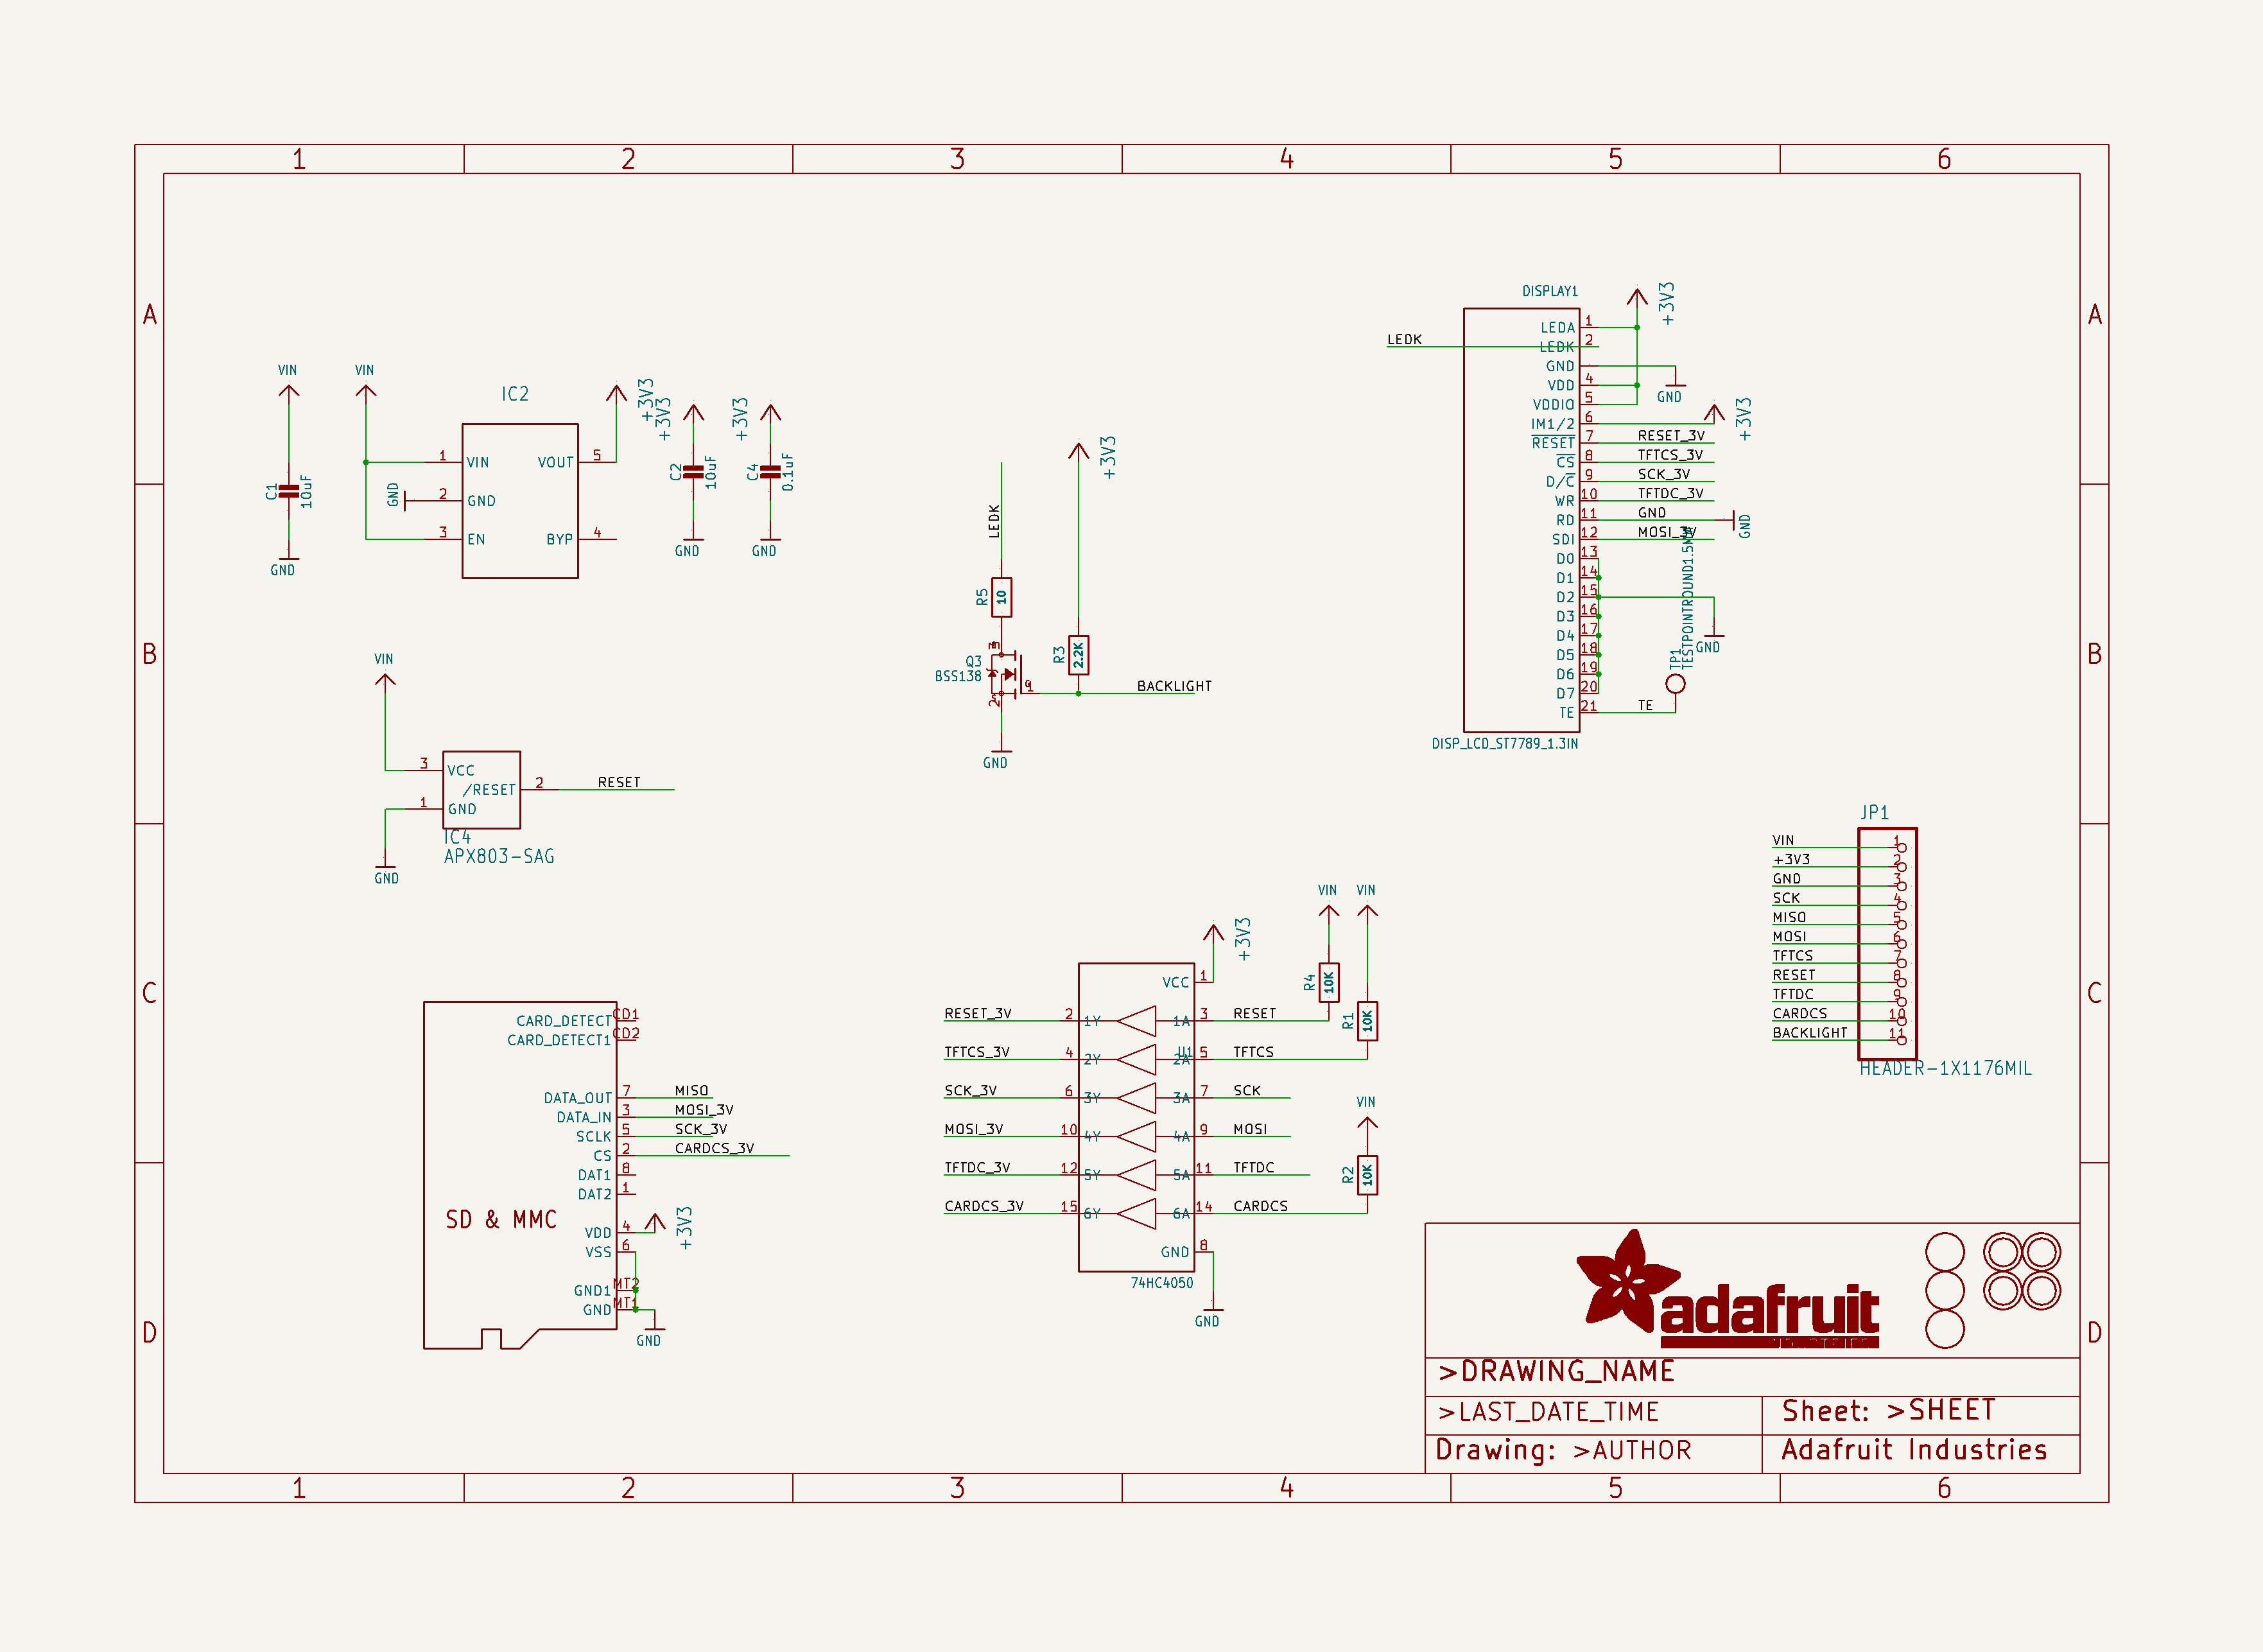 1 2 3 4 5 6
A A
B B
C C
D D
1 2 3 4 5 6
VIN
C1
10uF
GND
VIN
IC2
1 VIN
2 GND
3 EN
VOUT 5
BYP 4
GND
+3V3
+3V3
C2
10uF
GND
+3V3
C4
0.1uF
GND
VIN
3 VCC
/RESET 2
RESET
1 GND
IC4
APX803-SAG
GND
LEDK
R5
10
Q3
BSS138
1
2
GND
+3V3
R3
2.2K
BACKLIGHT
DISPLAY1
+3V3
LEDK
LEDA 1
LEDK 2
GND
VDD 4
VDDIO 5
IM1/2 6
RESET 7 RESET_3V
CS 8 TFTCS_3V
D/C 9 SCK_3V
WR 10 TFTDC_3V
RD 11 GND
SDI 12 MOSI_3V
D0 13
D1 14
D2 15
D3 16
D4 17
D5 18
D6 19
D7 20
TE 21 TE
GND
+3V3
GND
GND
TP1
DISP_LCD_ST7789_1.3IN
JP1
VIN 1
+3V3 2
GND 3
SCK 4
MISO 5
MOSI 6
TFTCS 7
RESET 8
TFTDC 9
CARDCS 10
BACKLIGHT 11
HEADER-1X1176MIL
CARD_DETECT CD1
CARD_DETECT1 CD2
DATA_OUT 7 MISO
DATA_IN 3 MOSI_3V
SCLK 5 SCK_3V
CS 2 CARDCS_3V
DAT1 8
DAT2 1
SD & MMC
VDD 4
+3V3
VSS 6
GND1 MT2
GND MT1
GND
+3V3
VIN
VIN
R4
10K
R1
10K
VCC 1
U1
RESET_3V 2 1Y 1A 3 RESET
TFTCS_3V 4 2Y 2A 5 TFTCS
SCK_3V 6 3Y 3A 7 SCK
MOSI_3V 10 4Y 4A 9 MOSI
TFTDC_3V 12 5Y 5A 11 TFTDC
CARDCS_3V 15 6Y 6A 14 CARDCS
GND 8
74HC4050
GND
VIN
R2
10K
adafruit
>DRAWING_NAME
>LAST_DATE_TIME
Sheet: >SHEET
Drawing: >AUTHOR
Adafruit Industries